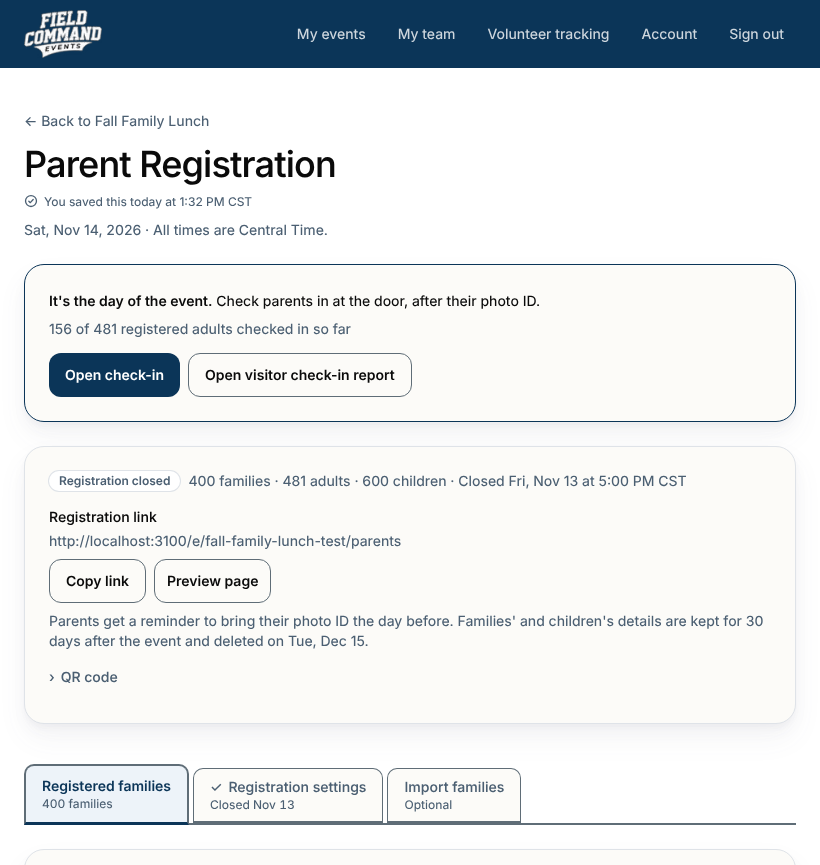 FIELD
COMMAND
EVENTS
My events
My team
Volunteer tracking
Account
Sign out
← Back to Fall Family Lunch
Parent Registration
You saved this today at 1:32 PM CST
Sat, Nov 14, 2026 · All times are Central Time.
It's the day of the event. Check parents in at the door, after their photo ID.
156 of 481 registered adults checked in so far
Open check-in
Open visitor check-in report
Registration closed
400 families · 481 adults · 600 children · Closed Fri, Nov 13 at 5:00 PM CST
Registration link
http://localhost:3100/e/fall-family-lunch-test/parents
Copy link
Preview page
Parents get a reminder to bring their photo ID the day before. Families' and children's details are kept for 30
days after the event and deleted on Tue, Dec 15.
› QR code
Registered families
400 families
✓ Registration settings
Closed Nov 13
Import families
Optional